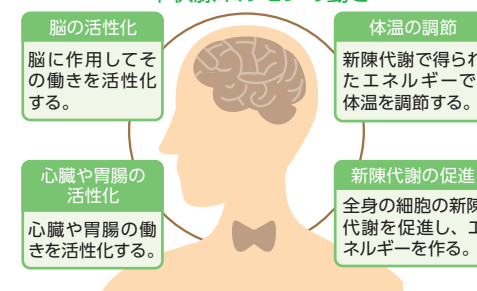 脳の活性化
脳に作用してそ
の働きを活性化
する。
体温の調節
新陳代謝で得られ
たエネルギーで
体温を調節する。
心臓や胃腸の
活性化
心臓や胃腸の働
きを活性化する。
新陳代謝の促進
全身の細胞の新陳
代謝を促進し、エ
ネルギーを作る。